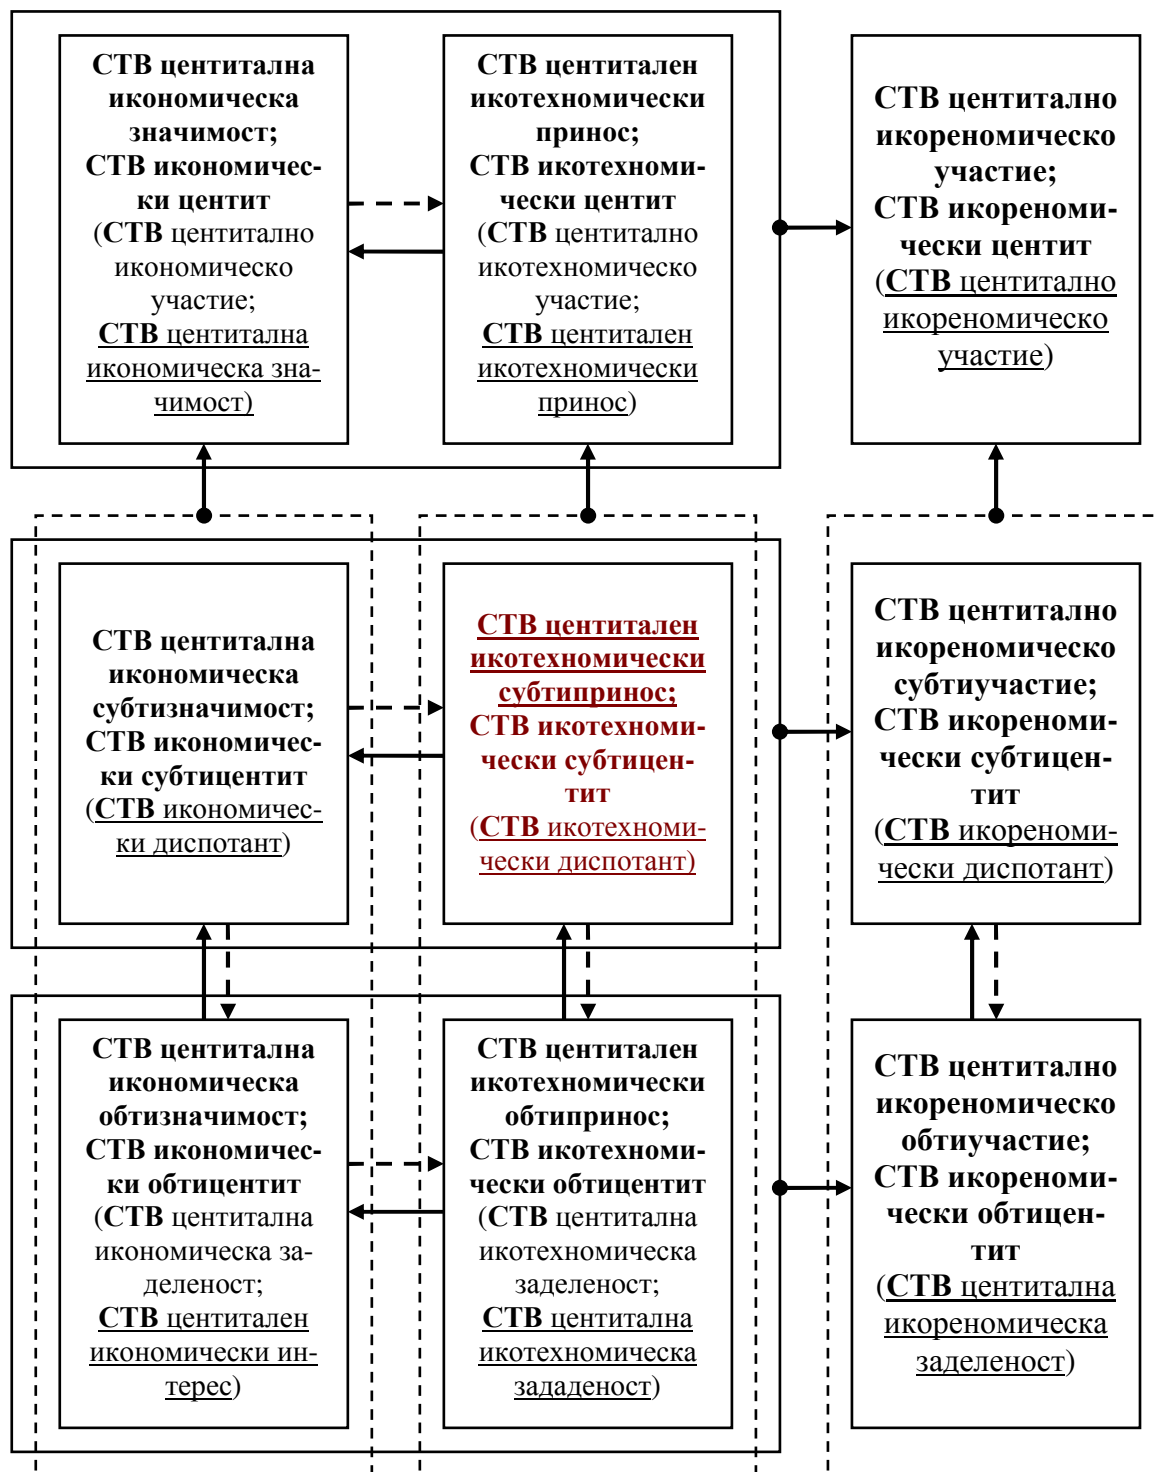 СТВ центитална
икономическа
значимост;
СТВ икономичес-
ки центит
(СТВ центитално
икономическо
участие;
СТВ центитална
икономическа зна-
чимост)
СТВ центитален
икотехномически
принос;
СТВ икотехноми-
чески центит
(СТВ центитално
икотехномическо
участие;
СТВ центитален
икотехномически
принос)
СТВ центитално
икореномическо
участие;
СТВ икореноми-
чески центит
(СТВ центитално
икореномическо
участие)
СТВ центитална
икономическа
субтизначимост;
СТВ икономичес-
ки субтицентит
(СТВ икономичес-
ки диспотант)
СТВ центитален
икотехномически
субтипринос;
СТВ икотехноми-
чески субтицен-
тит
(СТВ икотехноми-
чески диспотант)
СТВ центитално
икореномическо
субтиучастие;
СТВ икореноми-
чески субтицен-
тит
(СТВ икореноми-
чески диспотант)
СТВ центитална
икономическа
обтизначимост;
СТВ икономичес-
ки обтицентит
(СТВ центитална
икономическа за-
деленост;
СТВ центитален
икономически ин-
терес)
СТВ центитален
икотехномически
обтипринос;
СТВ икотехноми-
чески обтицентит
(СТВ центитална
икотехномическа
заделеност;
СТВ центитална
икотехномическа
зададеност)
СТВ центитално
икореномическо
обтиучастие;
СТВ икореноми-
чески обтицен-
тит
(СТВ центитална
икореномическа
заделеност)